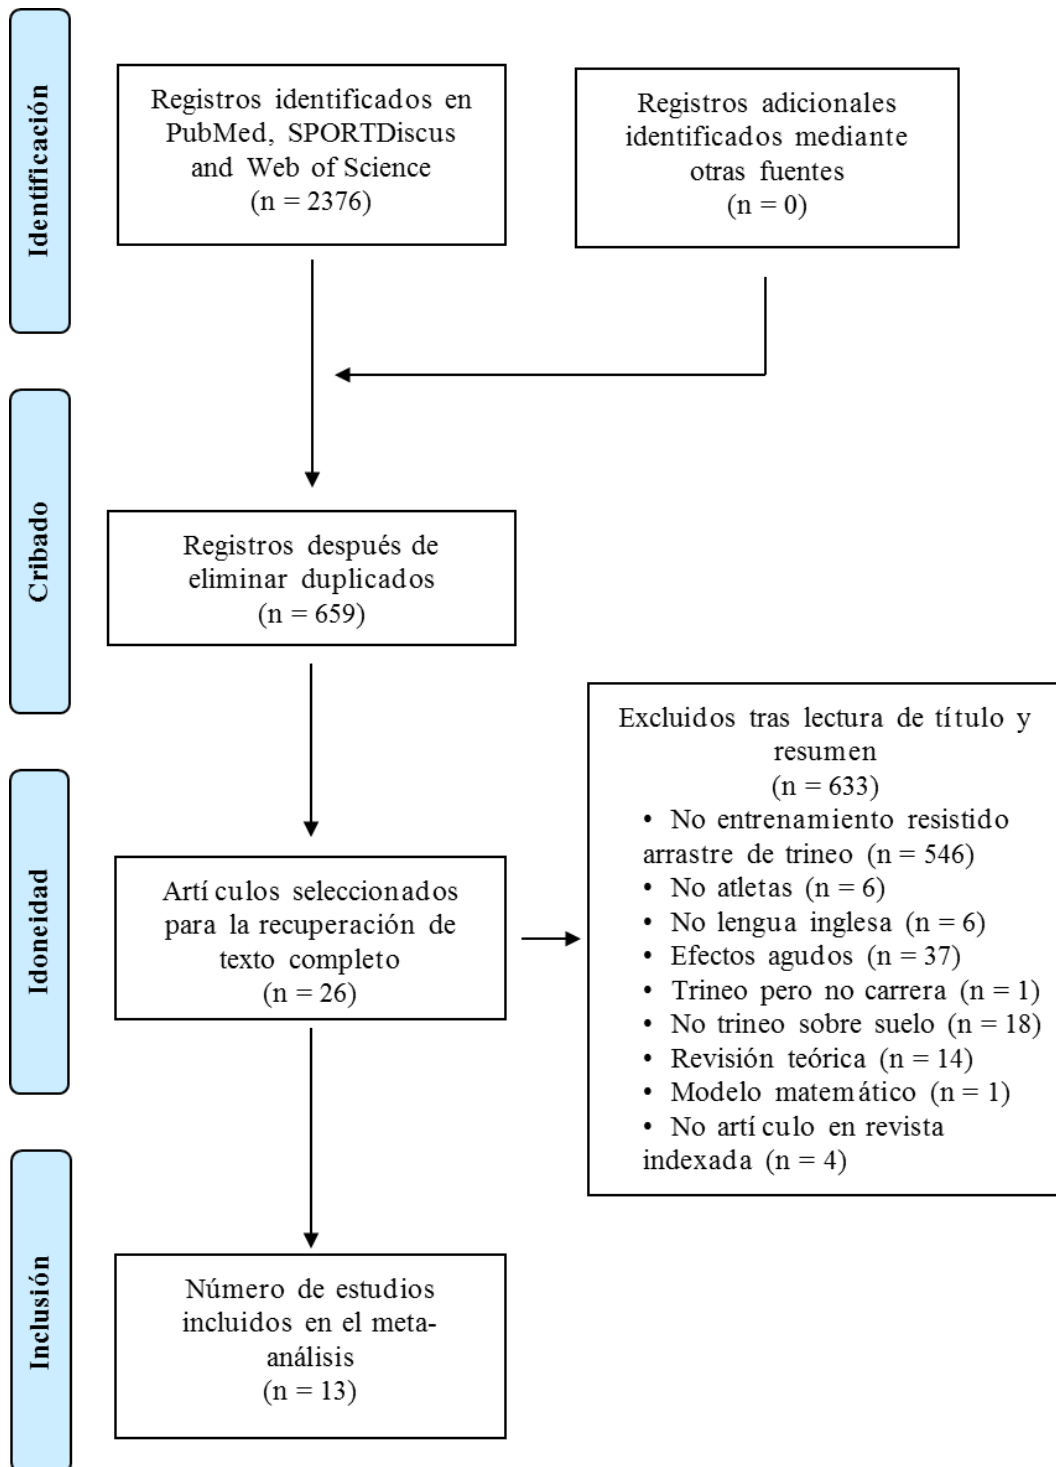 Identificación
Registros identificados en
PubMed, SPORTDiscus
and Web of Science
(n = 2376)
Registros adicionales
identificados mediante
otras fuentes
(n = 0)
Cribado
Registros después de
eliminar duplicados
(n = 659)
Idoneidad
Artículos seleccionados
para la recuperación de
texto completo
(n = 26)
Excluidos tras lectura de título y
resumen
(n = 633)
• No entrenamiento resistido
arrastre de trineo (n = 546)
• No atletas (n = 6)
• No lengua inglesa (n = 6)
• Efectos agudos (n = 37)
• Trineo pero no carrera (n = 1)
• No trineo sobre suelo (n = 18)
• Revisión teórica (n = 14)
• Modelo matemático (n = 1)
• No artículo en revista
indexada (n = 4)
Inclusión
Número de estudios
incluidos en el meta-
análisis
(n = 13)